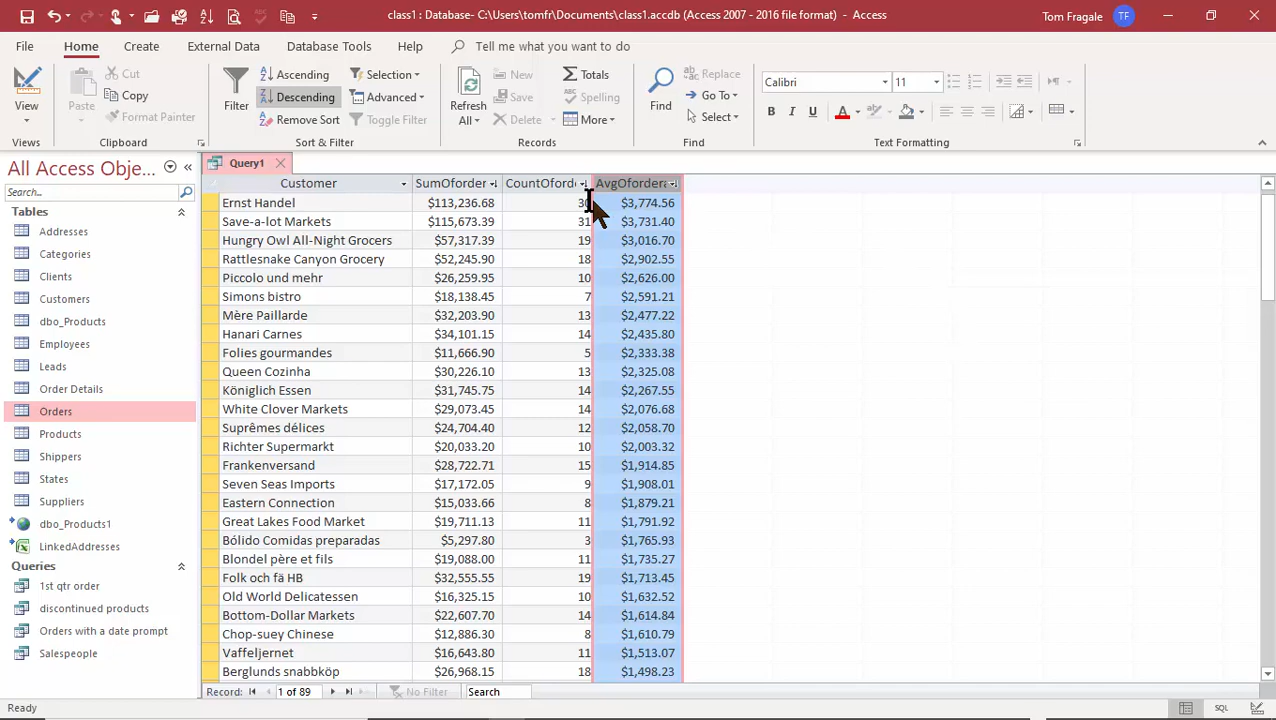 class1 : Database- C:\Users\tomfr\Documents\class1.accdb (Access 2007 - 2016 file format) - Access
Tom Fragale
TF
File
Home
Create
External Data
Database Tools
Help
Tell me what you want to do
View
Views
Paste
Cut
Copy
Format Painter
Clipboard
Filter
Ascending
Descending
Remove Sort
Selection
Advanced
Toggle Filter
Sort & Filter
Refresh All
New
Save
Delete
Totals
Spelling
More
Records
Find
Replace
Go To
Select
Find
Calibri
11
B I U A
Text Formatting
All Access Obje...
Search...
Tables
Addresses
Categories
Clients
Customers
dbo_Products
Employees
Leads
Order Details
Orders
Products
Shippers
States
Suppliers
dbo_Products1
LinkedAddresses
Queries
1st qtr order
discontinued products
Orders with a date prompt
Salespeople
Query1
Customer SumOforder CountOford AvgOforder
Ernst Handel $113,236.68 30 $3,774.56
Save-a-lot Markets $115,673.39 31 $3,731.40
Hungry Owl All-Night Grocers $57,317.39 19 $3,016.70
Rattlesnake Canyon Grocery $52,245.90 18 $2,902.55
Piccolo und mehr $26,259.95 10 $2,626.00
Simons bistro $18,138.45 7 $2,591.21
Mère Paillarde $32,203.90 13 $2,477.22
Hanari Carnes $34,101.15 14 $2,435.80
Folies gourmandes $11,666.90 5 $2,333.38
Queen Cozinha $30,226.10 13 $2,325.08
Königlich Essen $31,745.75 14 $2,267.55
White Clover Markets $29,073.45 14 $2,076.68
Suprêmes délices $24,704.40 12 $2,058.70
Richter Supermarkt $20,033.20 10 $2,003.32
Frankenversand $28,722.71 15 $1,914.85
Seven Seas Imports $17,172.05 9 $1,908.01
Eastern Connection $15,033.66 8 $1,879.21
Great Lakes Food Market $19,711.13 11 $1,791.92
Bólido Comidas preparadas $5,297.80 3 $1,765.93
Blondel père et fils $19,088.00 11 $1,735.27
Folk och fä HB $32,555.55 19 $1,713.45
Old World Delicatessen $16,325.15 10 $1,632.52
Bottom-Dollar Markets $22,607.70 14 $1,614.84
Chop-suey Chinese $12,886.30 8 $1,610.79
Vaffeljernet $16,643.80 11 $1,513.07
Berglunds snabbköp $26,968.15 18 $1,498.23
Record: 1 of 89 No Filter Search
Ready
SQL